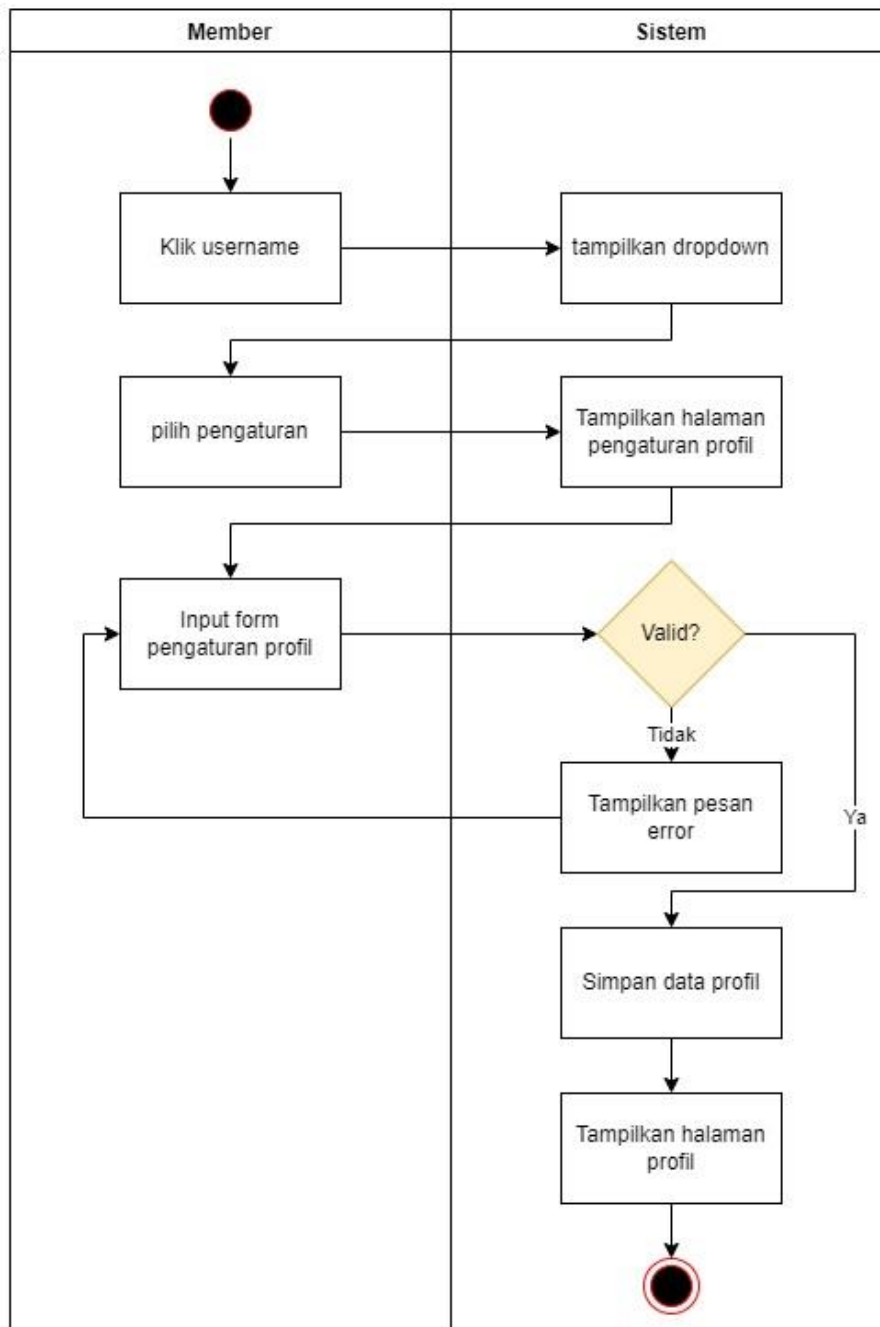 Member
Sistem
Klik username
tampilkan dropdown
pilih pengaturan
Tampilkan halaman
pengaturan profil
Input form
pengaturan profil
Valid?
Tidak
Tampilkan pesan
error
Ya
Simpan data profil
Tampilkan halaman
profil